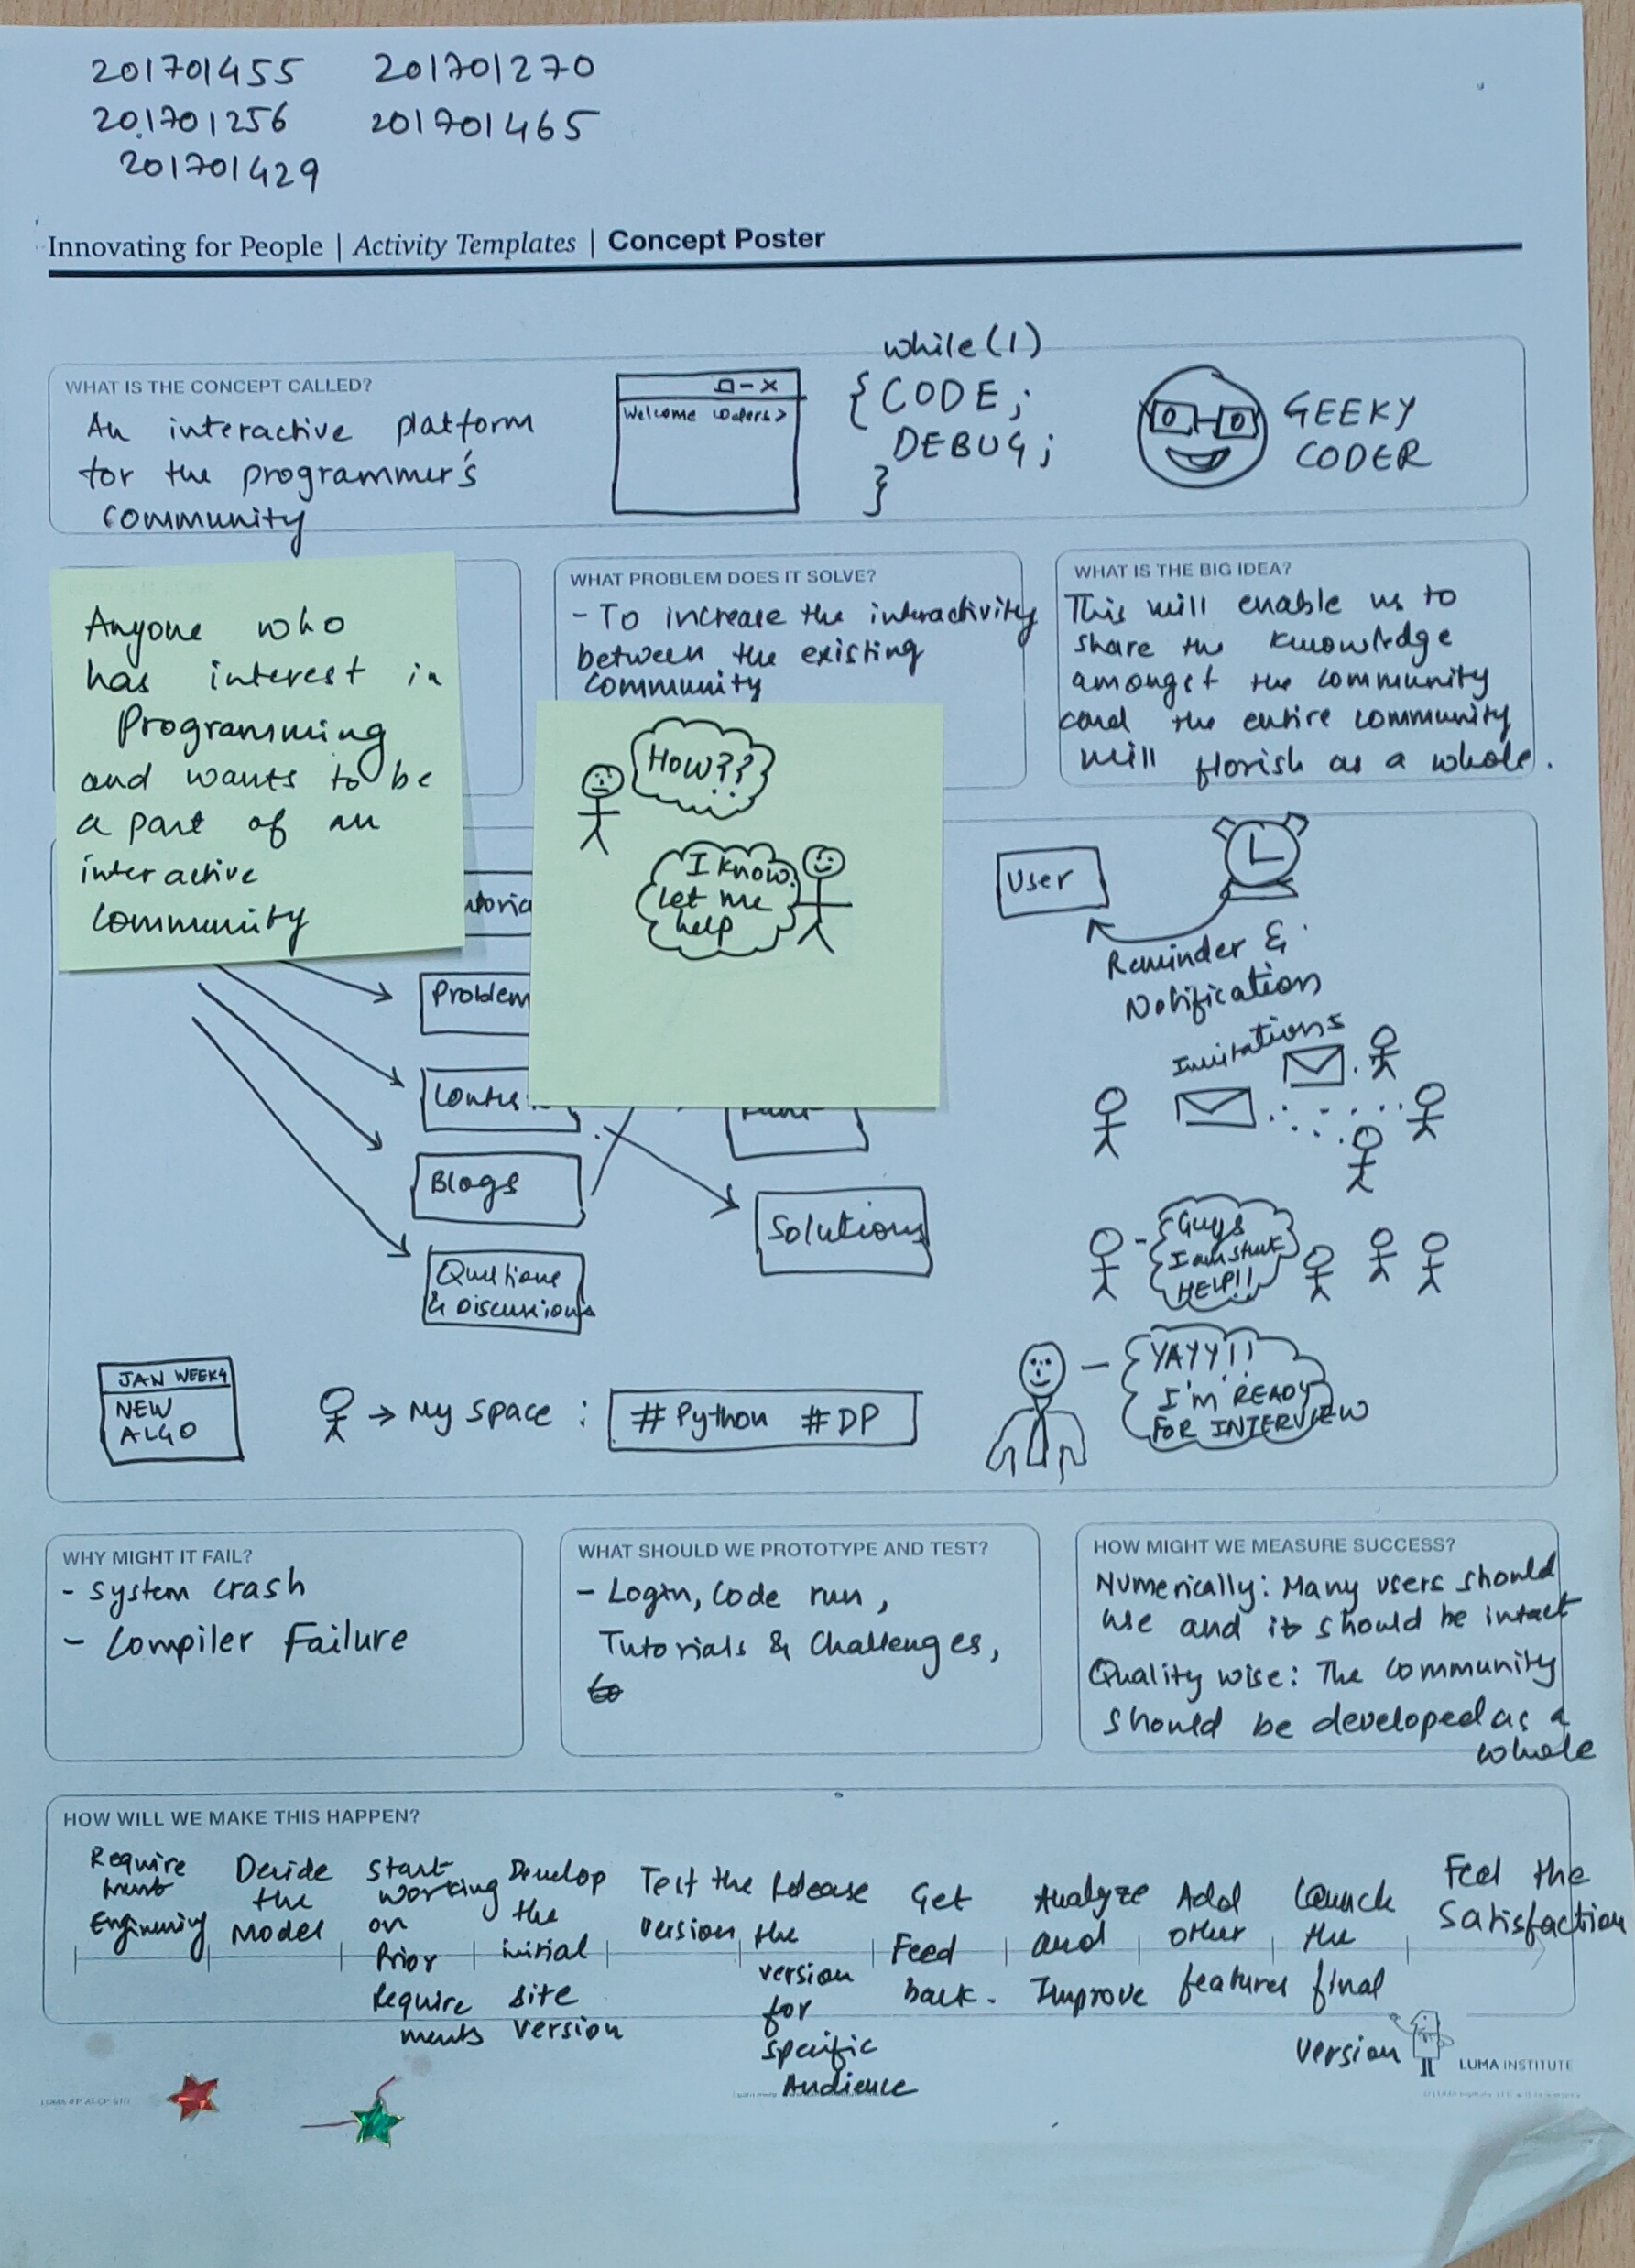 201701455 201701270
201701256 201701465
201701429
Innovating for People | Activity Templates | Concept Poster
WHAT IS THE CONCEPT CALLED?
An interactive platform
for the programmer's
community
Welcome coders>
while(1)
{CODE;
DEBUG;
}
GEEKY
CODER
Anyone who
has interest in
Programming
and wants to be
a part of an
interactive
community
WHAT PROBLEM DOES IT SOLVE?
- To increase the interactivity
between the existing
community
WHAT IS THE BIG IDEA?
This will enable us to
share the knowledge
amongst the community
and the entire community
will florish as a whole.
How??
I know.
Let me
help
Problem
Blogs
Questions
& Discussions
Solutions
User
Reminder &
Notification
Invitations
Guys
I am stuck
HELP!!
YAYY!!
I'M READY
FOR INTERVIEW
JAN WEEK4
NEW
ALGO
→ My space : #Python #DP
WHY MIGHT IT FAIL?
- System crash
- Compiler Failure
WHAT SHOULD WE PROTOTYPE AND TEST?
- Login, Code run,
Tutorials & Challenges,
HOW MIGHT WE MEASURE SUCCESS?
Numerically: Many users should
use and it should be intact
Quality wise: The community
should be developed as a
whole
HOW WILL WE MAKE THIS HAPPEN?
Require
ment
Engineering
Decide
the
Model
Start
working
on
Prior
Require
ments
Develop
the
initial
site
version
Test the
version
Release
the
version
for
specific
Audience
Get
Feed
back.
Analyze
and
Improve
Add
other
features
Launch
the
final
version
Feel the
Satisfaction
LUMA INSTITUTE